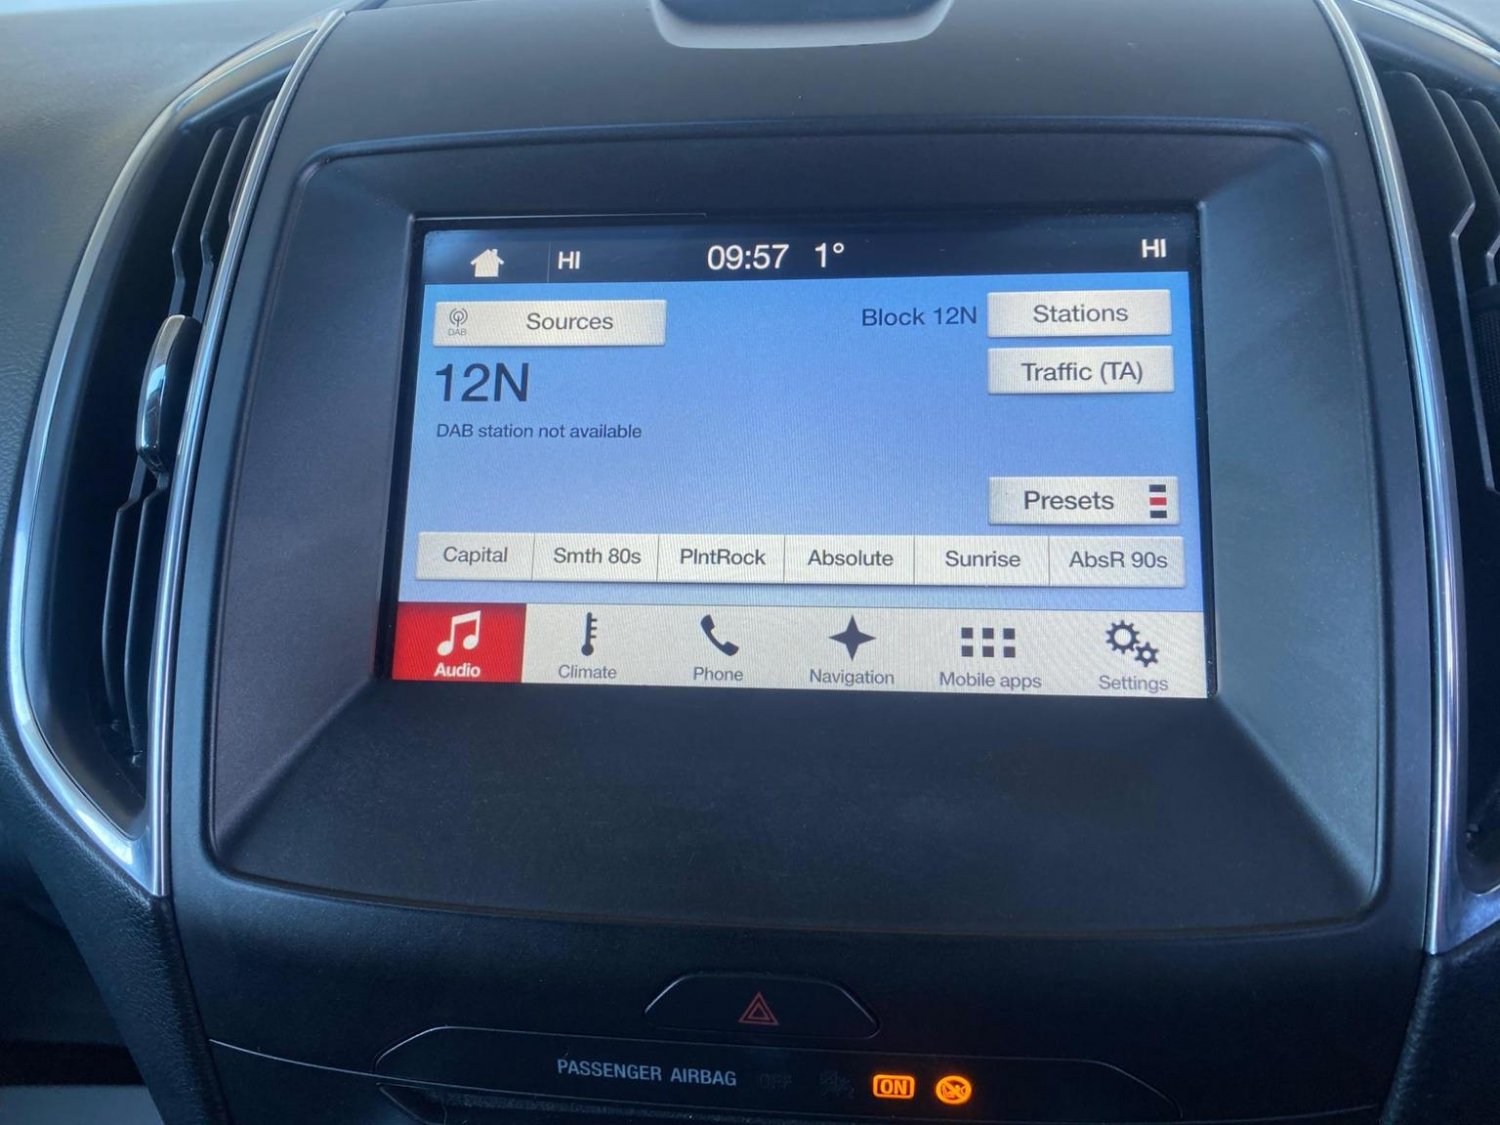 HI 09:57 1° HI
DAB
Sources
Block 12N
Stations
12N
Traffic (TA)
DAB station not available
Presets
Capital Smth 80s PlntRock Absolute Sunrise AbsR 90s
Audio Climate Phone Navigation Mobile apps Settings
PASSENGER AIRBAG ON